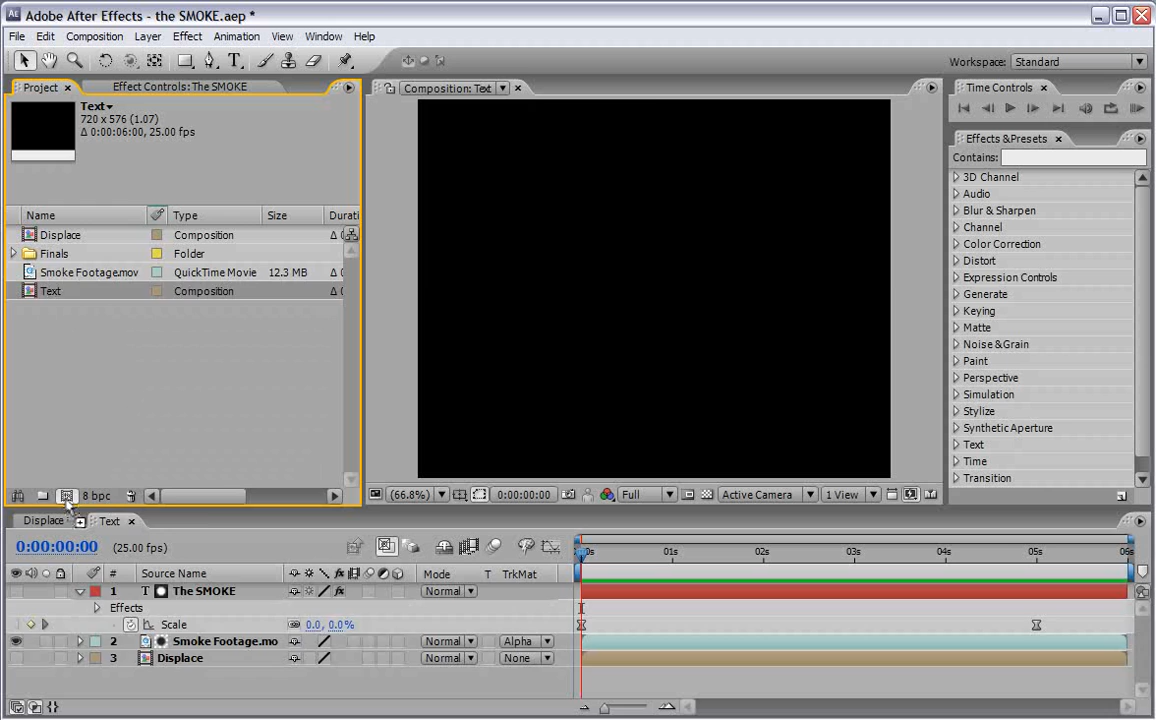 Adobe After Effects - the SMOKE.aep *
File Edit Composition Layer Effect Animation View Window Help
Workspace: Standard
Project Effect Controls: The SMOKE
Composition: Text
Time Controls
Text
720 x 576 (1.07)
Δ 0:00:06:00, 25.00 fps
Effects & Presets
Contains:
Name Type Size Durati
Displace Composition Δ 0
Finals Folder
Smoke Footage.mov QuickTime Movie 12.3 MB Δ 0
Text Composition Δ 0
3D Channel
Audio
Blur & Sharpen
Channel
Color Correction
Distort
Expression Controls
Generate
Keying
Matte
Noise & Grain
Paint
Perspective
Simulation
Stylize
Synthetic Aperture
Text
Time
Transition
8 bpc
(66.8%) 0:00:00:00 Full Active Camera 1 View
Displace Text
0:00:00:00 (25.00 fps)
0s 01s 02s 03s 04s 05s 06s
# Source Name Mode T TrkMat
1 T The SMOKE Normal
Effects
Scale 0.0, 0.0%
2 Smoke Footage.mo Normal Alpha
3 Displace Normal None